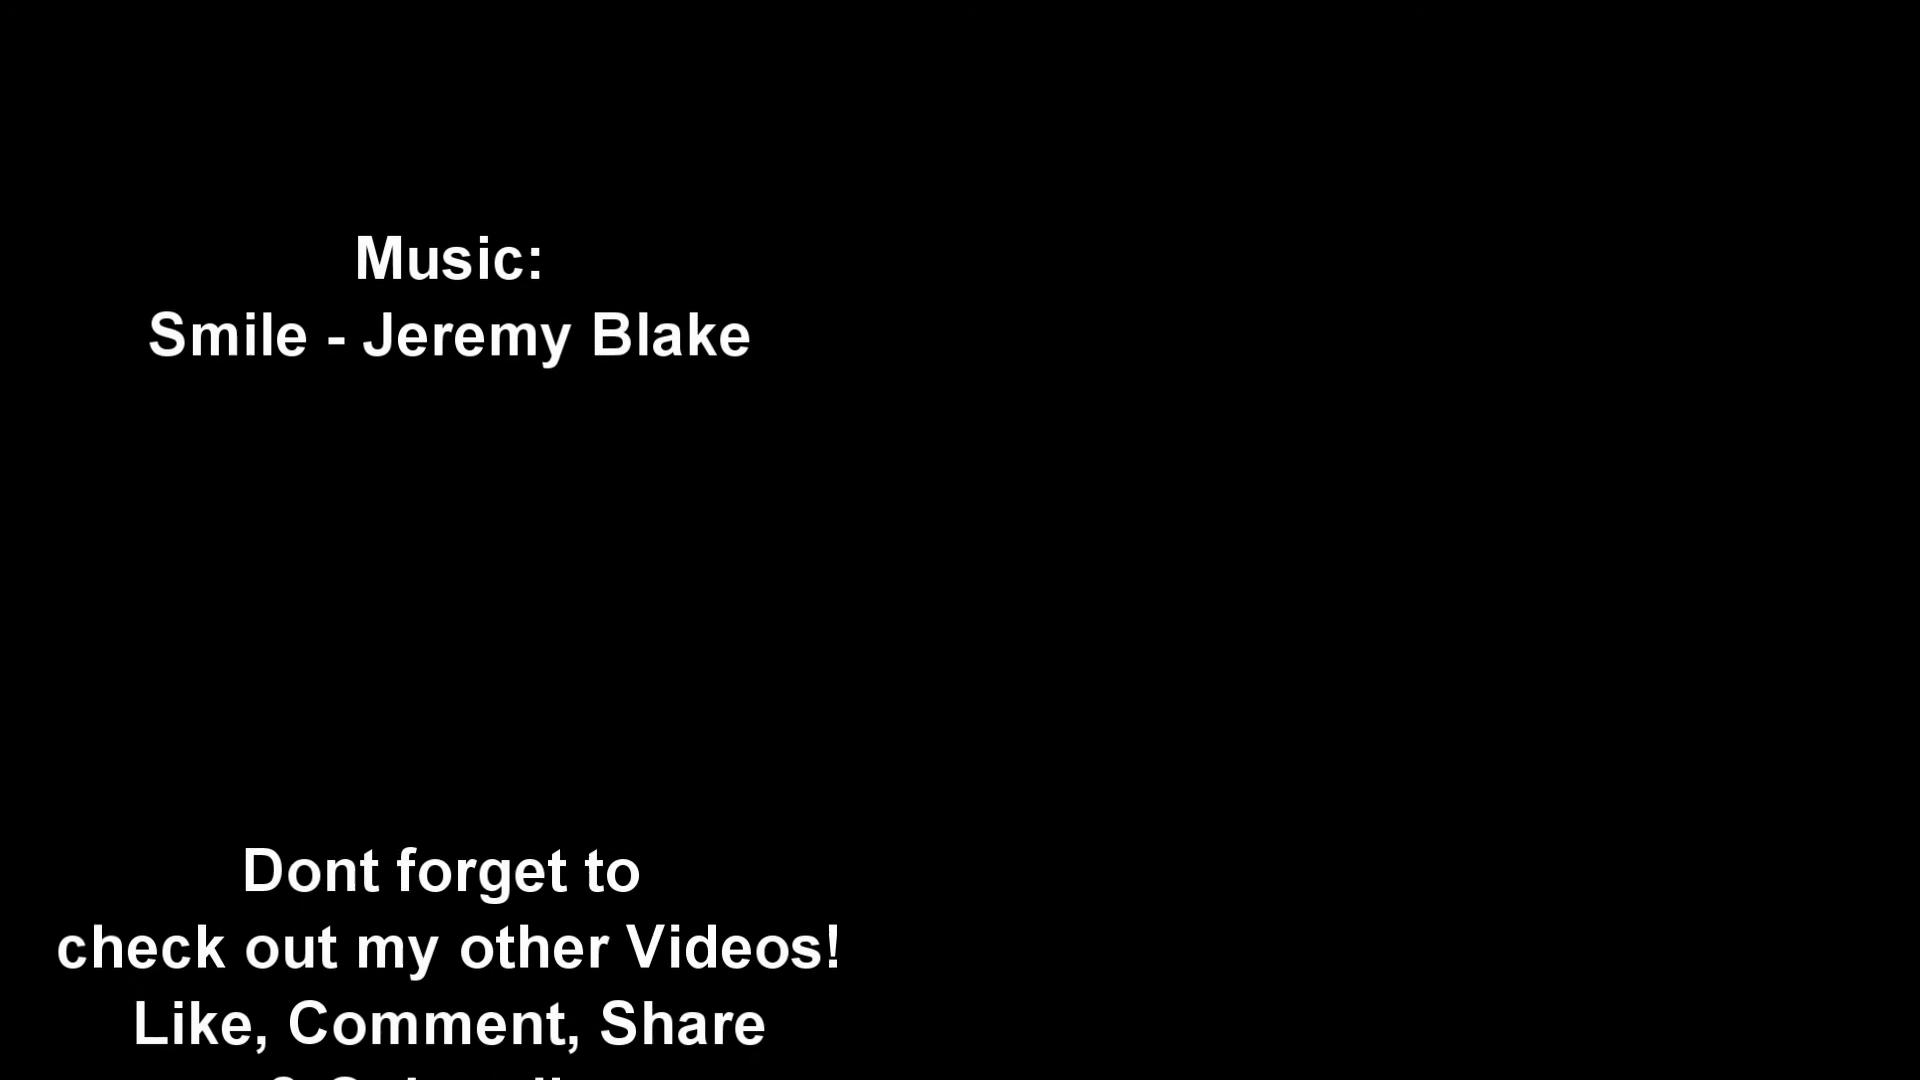 Music:
Smile - Jeremy Blake
Dont forget to
check out my other Videos!
Like, Comment, Share